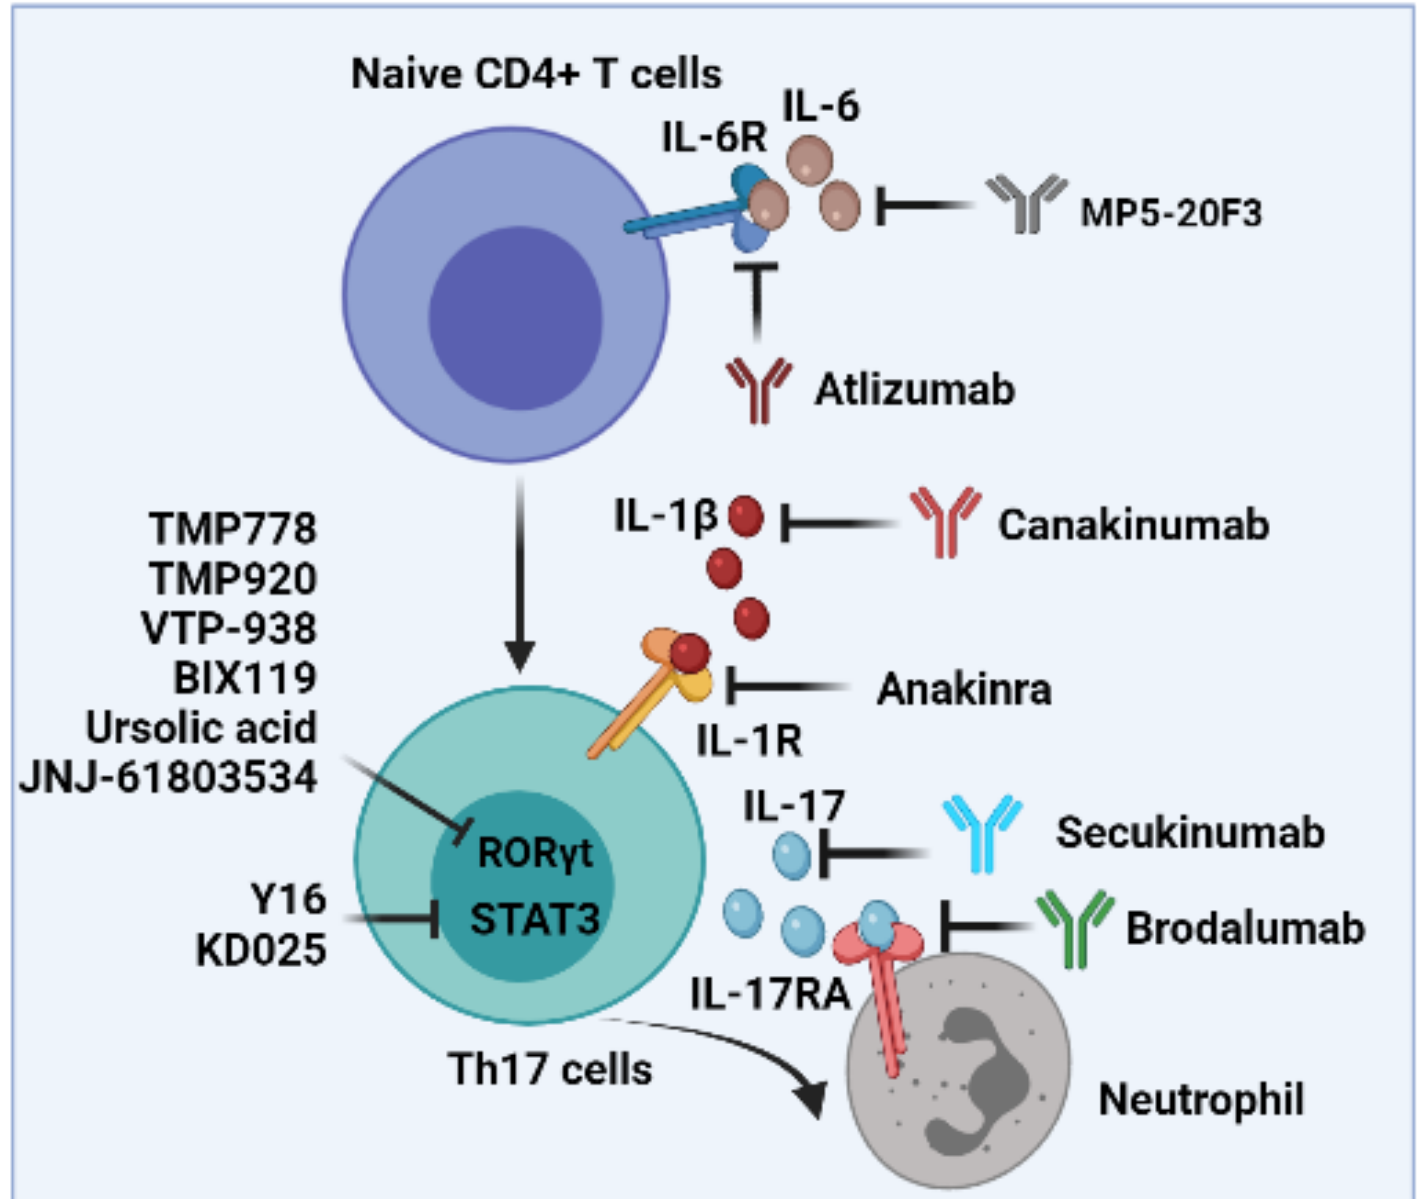 Naive CD4+ T cells
IL-6
IL-6R
MP5-20F3
Atlizumab
IL-1β
Canakinumab
TMP778
TMP920
VTP-938
BIX119
Ursolic acid
JNJ-61803534
Anakinra
IL-1R
IL-17
Secukinumab
RORγt
STAT3
Y16
KD025
Brodalumab
IL-17RA
Th17 cells
Neutrophil